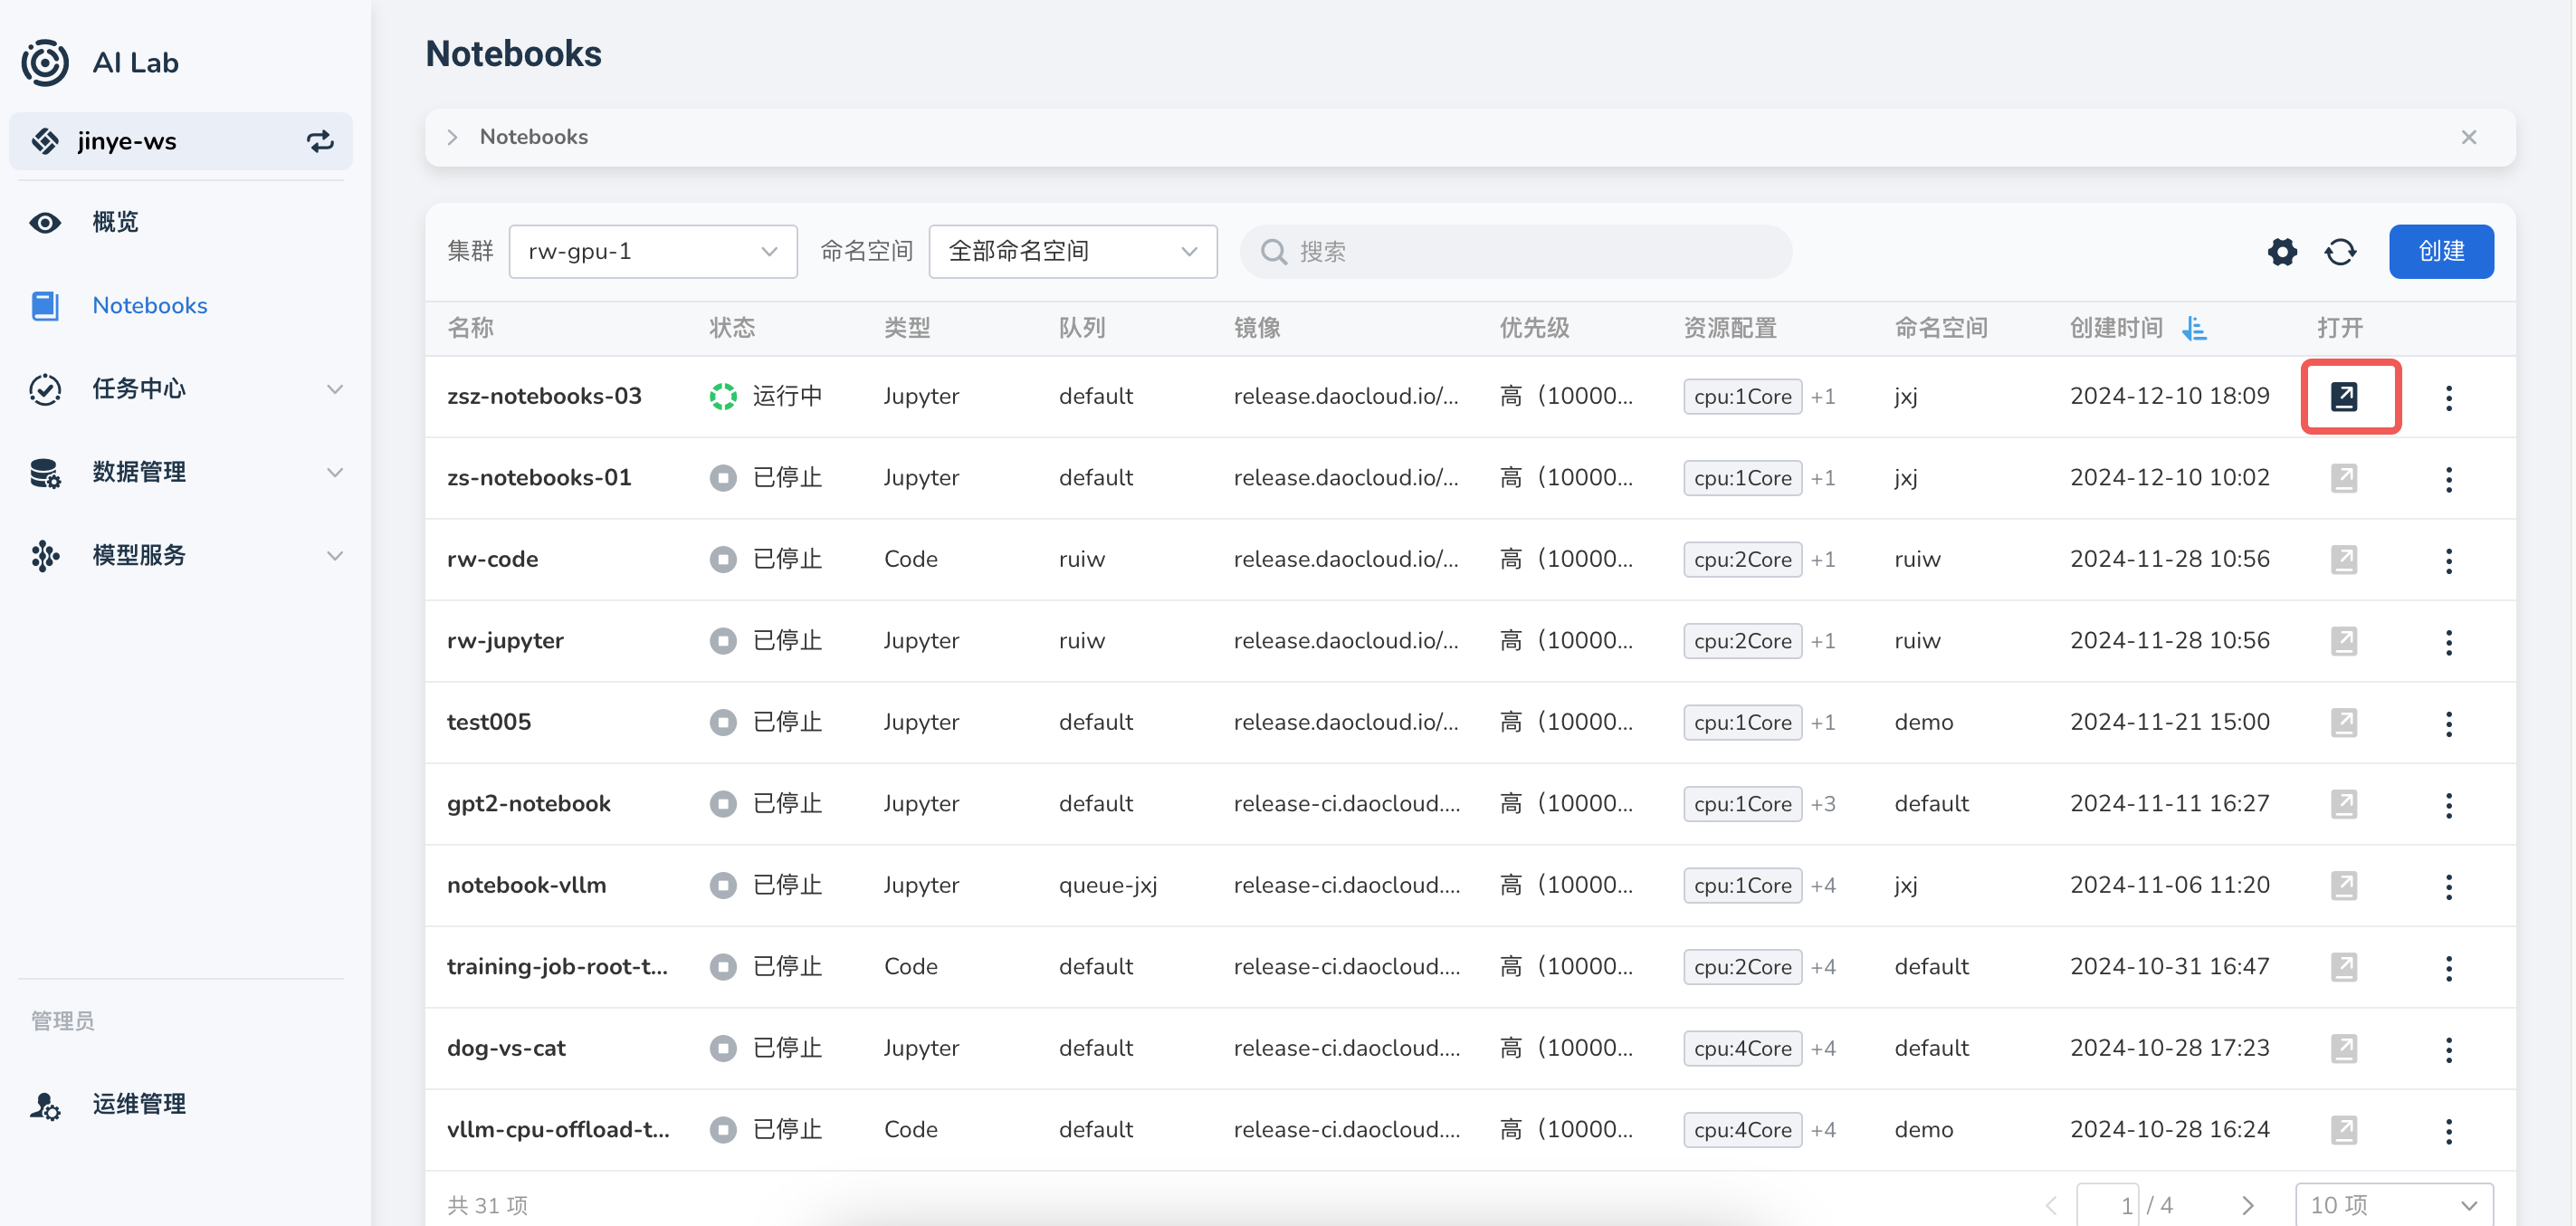 AI Lab
jinye-ws
概览
Notebooks
任务中心
数据管理
模型服务
管理员
运维管理
Notebooks
Notebooks
集群 rw-gpu-1 命名空间 全部命名空间 搜索 创建
名称 状态 类型 队列 镜像 优先级 资源配置 命名空间 创建时间 打开
zsz-notebooks-03 运行中 Jupyter default release.daocloud.io/... 高（10000... cpu:1Core +1 jxj 2024-12-10 18:09
zs-notebooks-01 已停止 Jupyter default release.daocloud.io/... 高（10000... cpu:1Core +1 jxj 2024-12-10 10:02
rw-code 已停止 Code ruiw release.daocloud.io/... 高（10000... cpu:2Core +1 ruiw 2024-11-28 10:56
rw-jupyter 已停止 Jupyter ruiw release.daocloud.io/... 高（10000... cpu:2Core +1 ruiw 2024-11-28 10:56
test005 已停止 Jupyter default release.daocloud.io/... 高（10000... cpu:1Core +1 demo 2024-11-21 15:00
gpt2-notebook 已停止 Jupyter default release-ci.daocloud.... 高（10000... cpu:1Core +3 default 2024-11-11 16:27
notebook-vllm 已停止 Jupyter queue-jxj release-ci.daocloud.... 高（10000... cpu:1Core +4 jxj 2024-11-06 11:20
training-job-root-t... 已停止 Code default release-ci.daocloud.... 高（10000... cpu:2Core +4 default 2024-10-31 16:47
dog-vs-cat 已停止 Jupyter default release-ci.daocloud.... 高（10000... cpu:4Core +4 default 2024-10-28 17:23
vllm-cpu-offload-t... 已停止 Code default release-ci.daocloud.... 高（10000... cpu:4Core +4 demo 2024-10-28 16:24
共 31 项 1 / 4 10 项